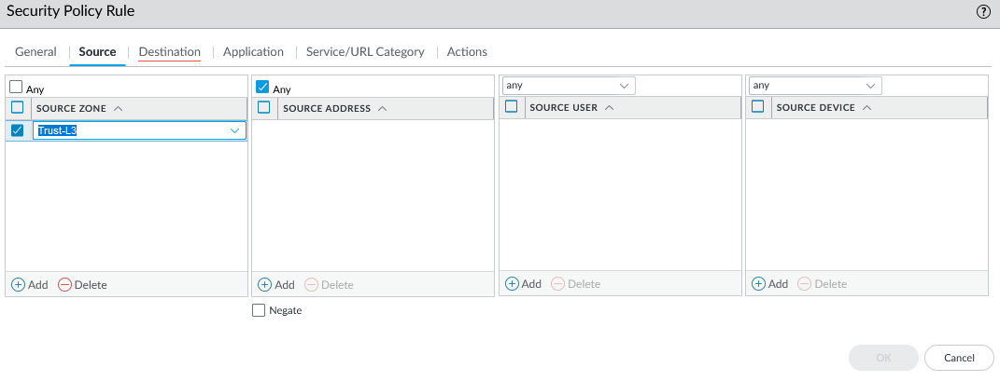 Security Policy Rule
General Source Destination Application Service/URL Category Actions
Any Any any any
SOURCE ZONE SOURCE ADDRESS SOURCE USER SOURCE DEVICE
Trust-L3
Add Delete Add Delete Add Delete Add Delete
Negate
OK Cancel